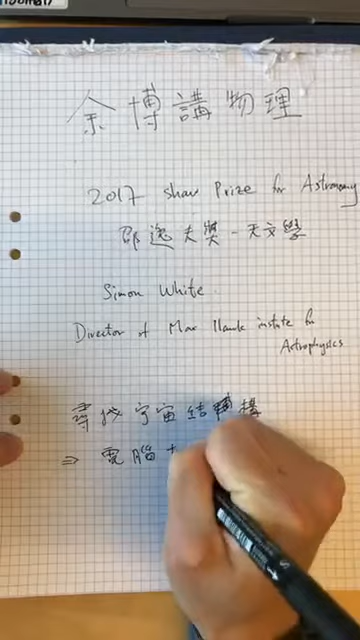 余博講物理
2017 Shaw Prize for Astronomy
邵逸夫獎 - 天文學
Simon White
Director of Max Planck institute for
Astrophysics
尋找宇宙結構
⇒ 電腦